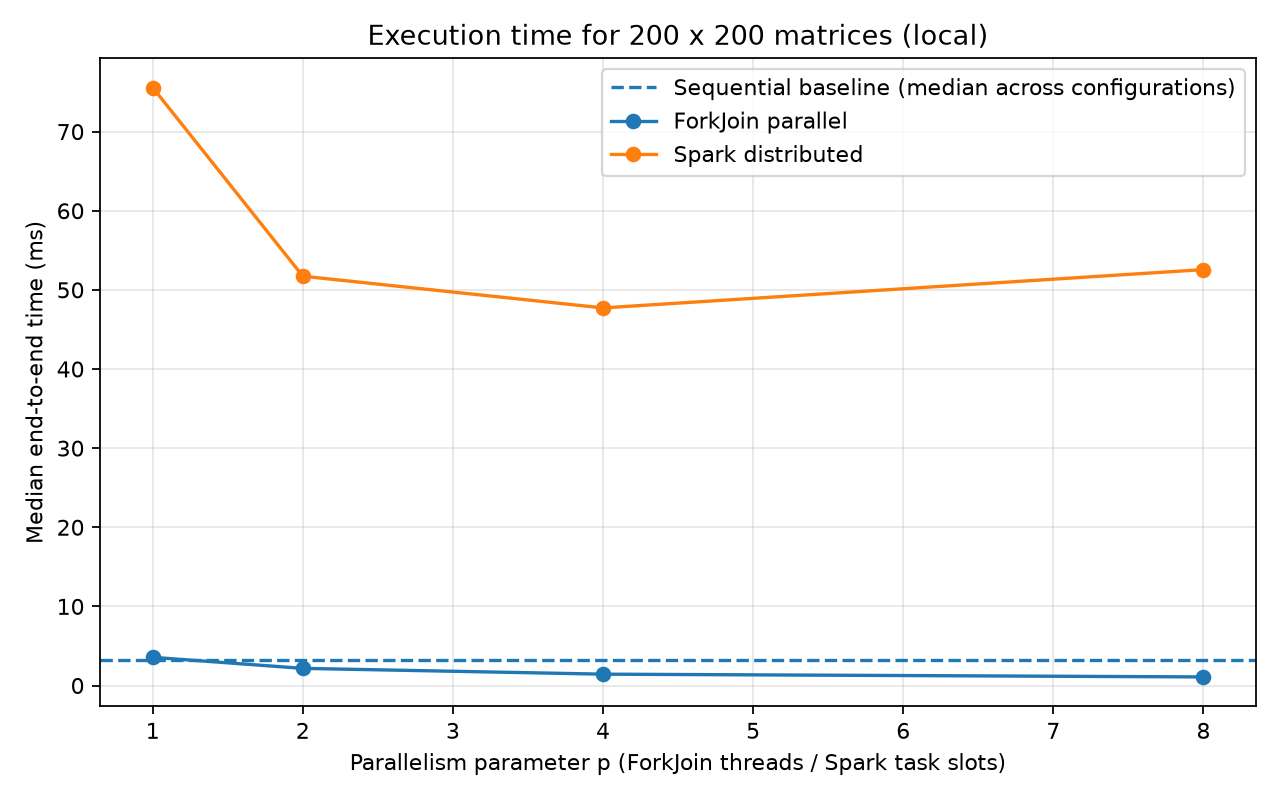 Execution time for 200 x 200 matrices (local)
Sequential baseline (median across configurations)
ForkJoin parallel
Spark distributed
Median end-to-end time (ms)
70
60
50
40
30
20
10
0
1 2 3 4 5 6 7 8
Parallelism parameter p (ForkJoin threads / Spark task slots)